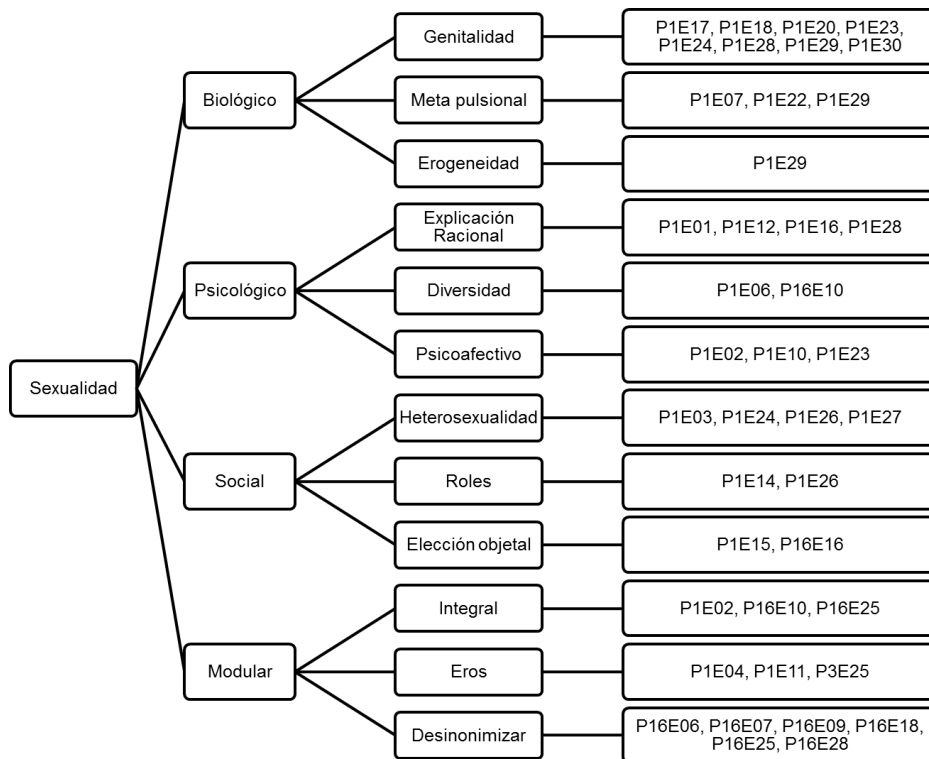 Sexualidad
Biológico
Genitalidad
P1E17, P1E18, P1E20, P1E23,
P1E24, P1E28, P1E29, P1E30
Meta pulsional
P1E07, P1E22, P1E29
Erogeneidad
P1E29
Psicológico
Explicación
Racional
P1E01, P1E12, P1E16, P1E28
Diversidad
P1E06, P16E10
Psicoafectivo
P1E02, P1E10, P1E23
Social
Heterosexualidad
P1E03, P1E24, P1E26, P1E27
Roles
P1E14, P1E26
Elección objetal
P1E15, P16E16
Modular
Integral
P1E02, P16E10, P16E25
Eros
P1E04, P1E11, P3E25
Desinonimizar
P16E06, P16E07, P16E09, P16E18,
P16E25, P16E28